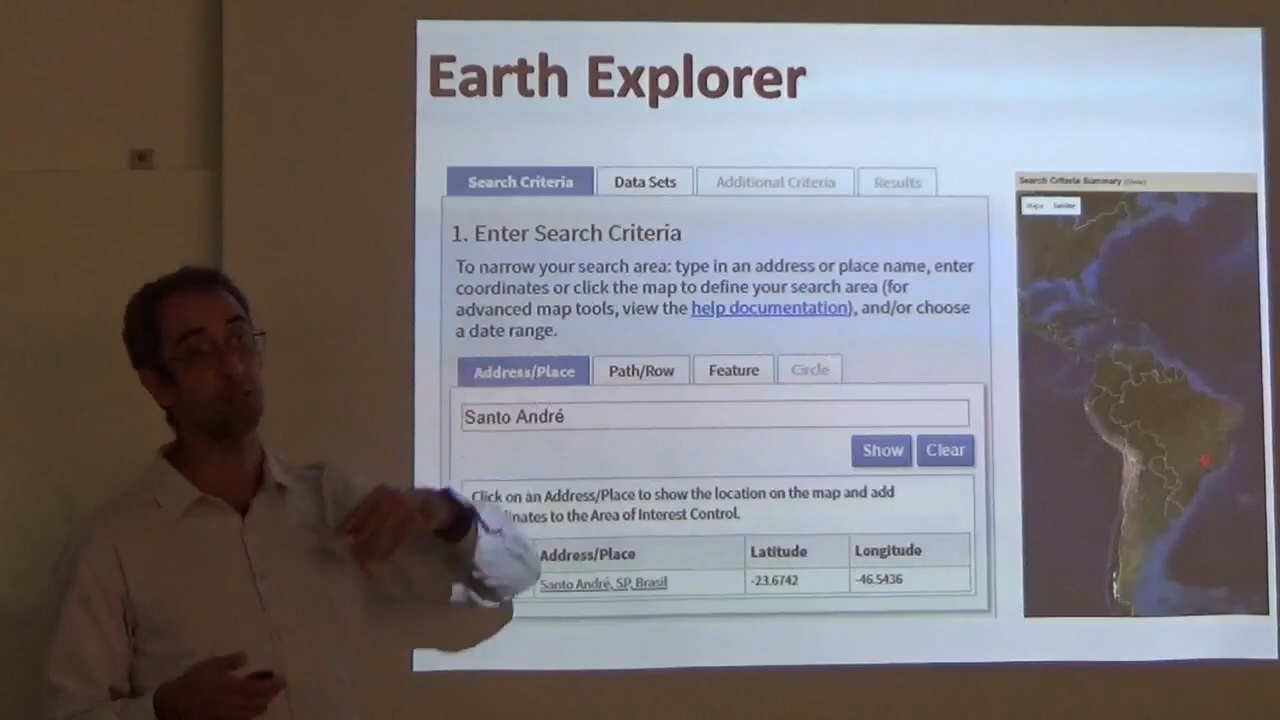 Earth Explorer
Search Criteria
Data Sets
Additional Criteria
Results
1. Enter Search Criteria
To narrow your search area: type in an address or place name, enter
coordinates or click the map to define your search area (for
advanced map tools, view the help documentation), and/or choose
a date range.
Address/Place
Path/Row
Feature
Circle
Santo André
Show
Clear
Click on an Address/Place to show the location on the map and add
inates to the Area of Interest Control.
Address/Place
Latitude
Longitude
Santo André, SP, Brasil
-23.6742
-46.5436
Search Criteria Summary (Show)
Mapa